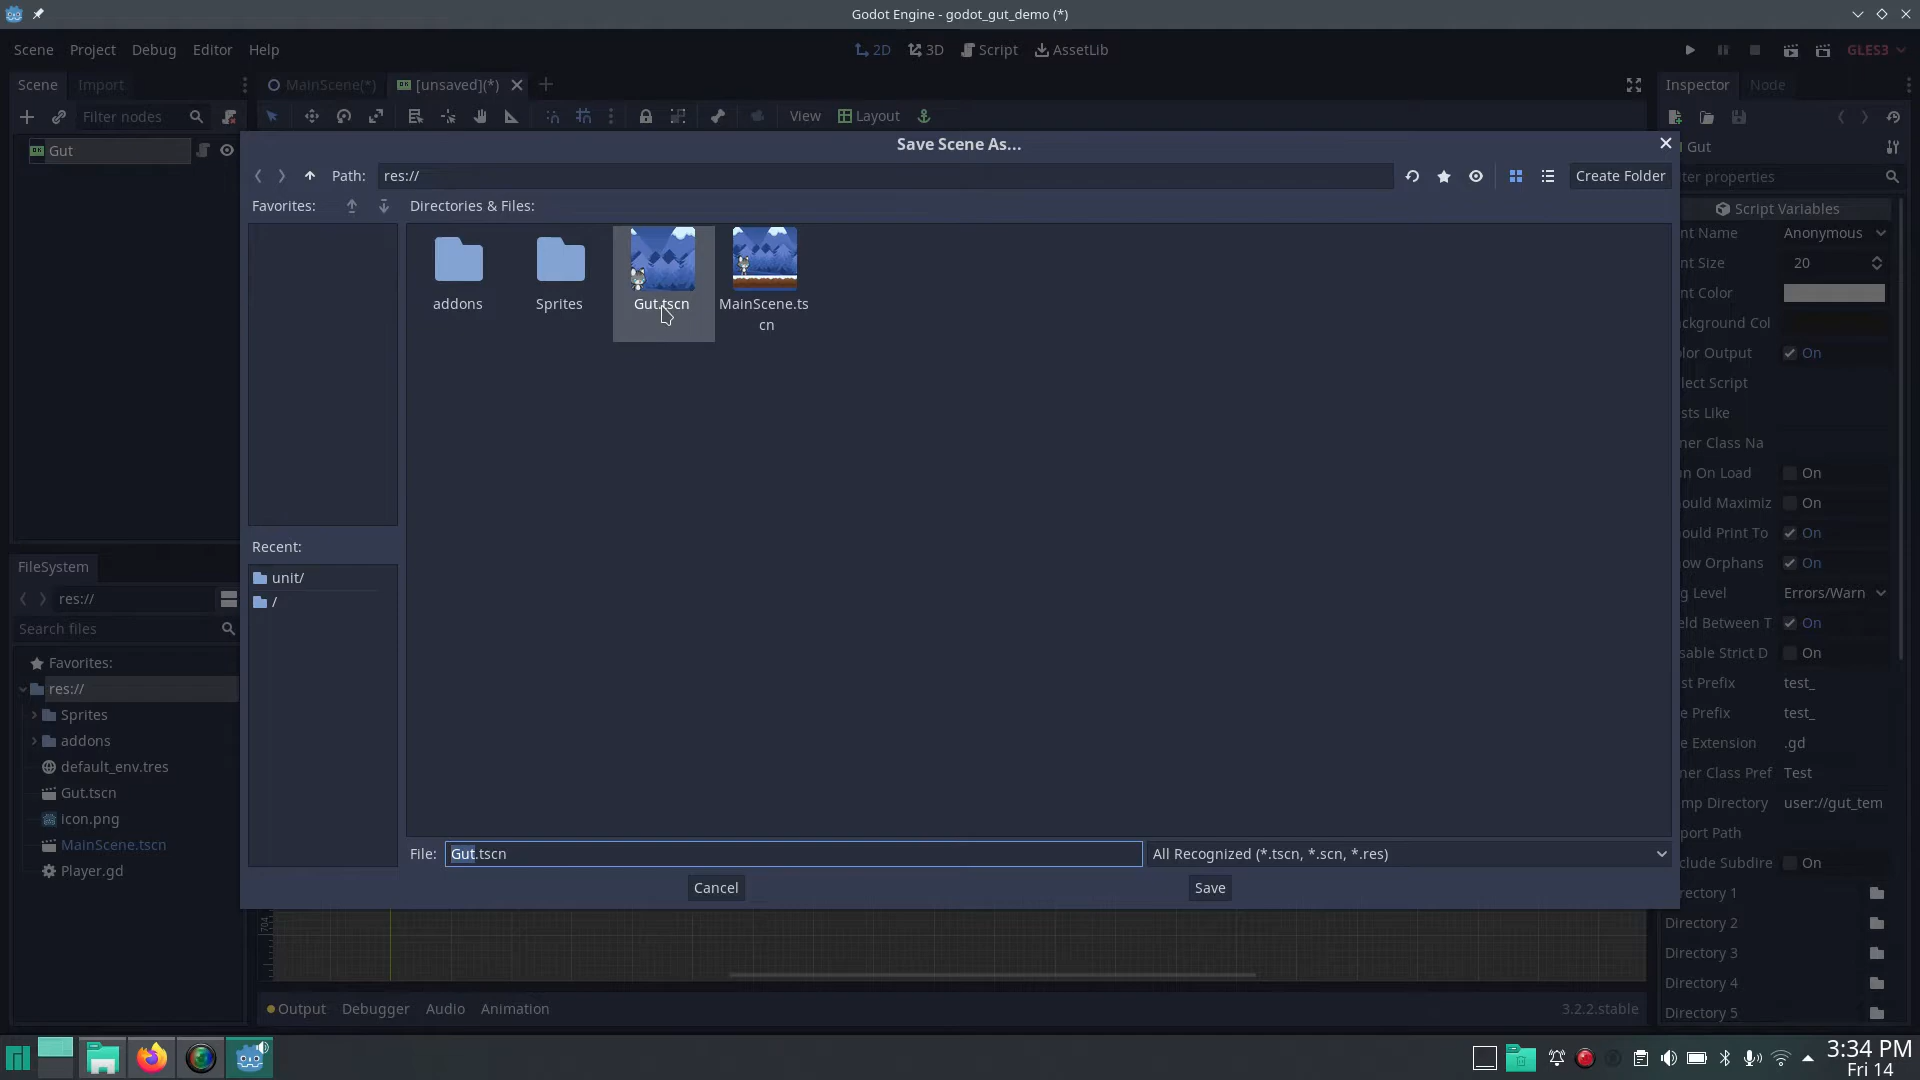 Godot Engine - godot_gut_demo (*)
Scene Project Debug Editor Help
2D 3D Script AssetLib
GLES3
Scene Import
MainScene(*) [unsaved](*)
Inspector Node
Filter nodes
View Layout
Gut
Save Scene As...
Gut
Path: res://
Create Folder
ter properties
Favorites:
Directories & Files:
Script Variables
addons
Sprites
Gut.tscn
MainScene.ts
cn
nt Name Anonymous
nt Size 20
nt Color
ckground Col
lor Output On
lect Script
sts Like
ner Class Na
n On Load On
ould Maximiz On
ould Print To On
ow Orphans On
g Level Errors/Warn
eld Between T On
sable Strict D On
st Prefix test_
e Prefix test_
e Extension .gd
ner Class Pref Test
mp Directory user://gut_tem
port Path
clude Subdire On
rectory 1
rectory 2
Directory 3
Directory 4
Directory 5
Recent:
unit/
/
FileSystem
res://
Search files
Favorites:
res://
Sprites
addons
default_env.tres
Gut.tscn
icon.png
MainScene.tscn
Player.gd
File: Gut.tscn
All Recognized (*.tscn, *.scn, *.res)
Cancel
Save
704
Output Debugger Audio Animation
3.2.2.stable
3:34 PM
Fri 14